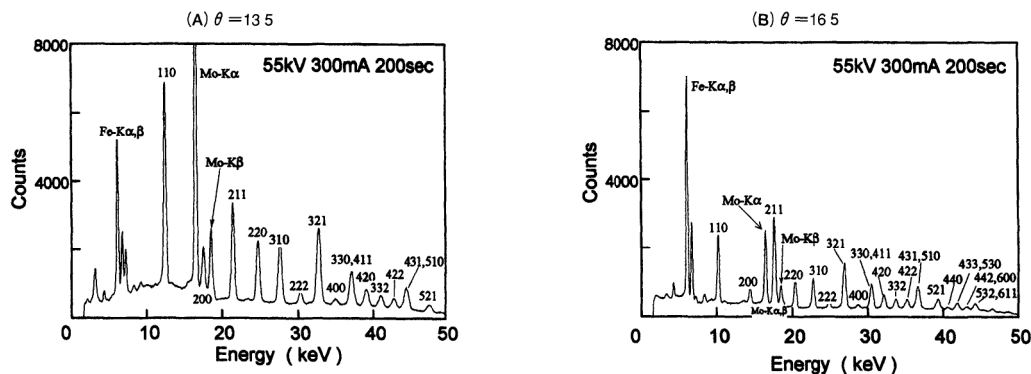 (A) θ = 13 5
8000
4000
0
Counts
55kV 300mA 200sec
Fe-Kα,β
110
Mo-Kα
Mo-Kβ
200
211
220
310
222
321
400
330,411
420
332
422
431,510
521
10 20 30 40 50
Energy ( keV )
(B) θ = 16 5
8000
4000
0
Counts
55kV 300mA 200sec
Fe-Kα,β
110
200
Mo-Kα
211
Mo-Kβ
Mo-Kα,β
220
310
222
321
400
330,411
420
332
422
431,510
521
440
433,530
442,600
532,611
10 20 30 40 50
Energy ( keV )